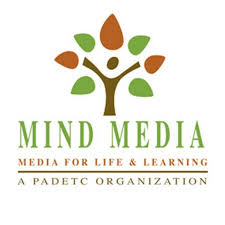 MIND MEDIA
MEDIA FOR LIFE & LEARNING
A PADETC ORGANIZATION